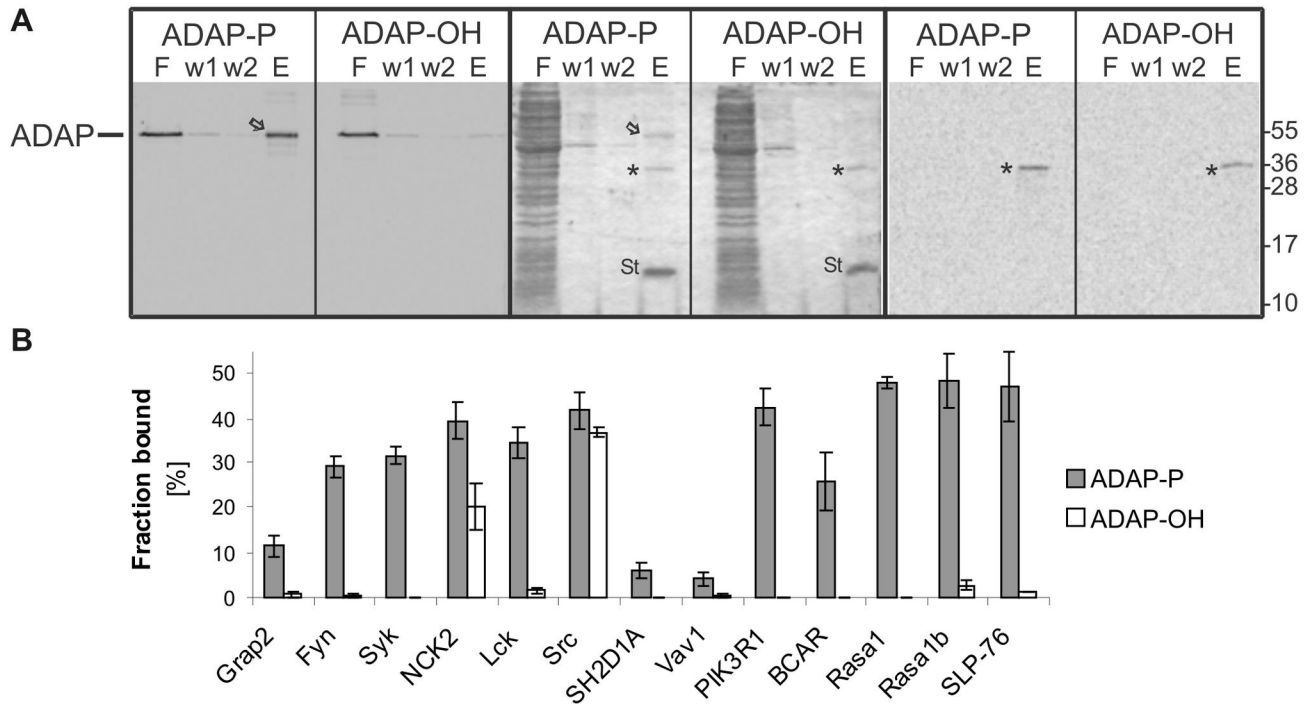 A
ADAP-P ADAP-OH ADAP-P ADAP-OH ADAP-P ADAP-OH
F w1 w2 E F w1 w2 E F w1 w2 E F w1 w2 E F w1 w2 E F w1 w2 E
ADAP
-55
* * * * -36
-28
-17
St St
-10
B
Fraction bound
[%]
50
40
30
20
10
0
ADAP-P
ADAP-OH
Grap2 Fyn Syk NCK2 Lck Src SH2D1A Vav1 PIK3R1 BCAR Rasa1 Rasa1b SLP-76